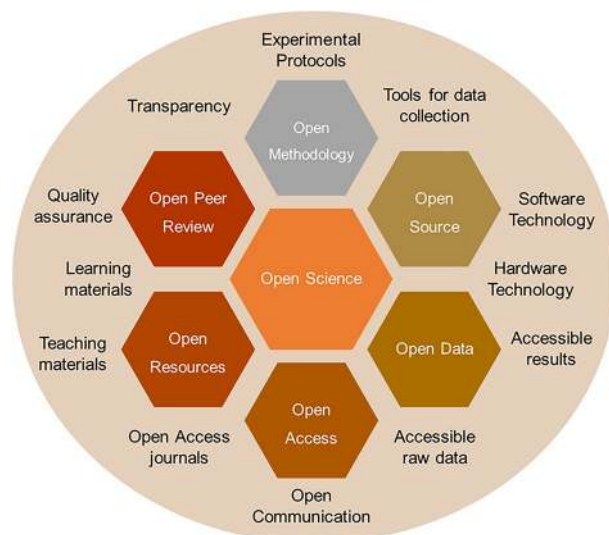 Experimental
Protocols
Transparency
Tools for data
collection
Open
Methodology
Quality
assurance
Open Peer
Review
Open
Source
Software
Technology
Learning
materials
Open Science
Hardware
Technology
Teaching
materials
Open
Resources
Open Data
Accessible
results
Open Access
journals
Open
Access
Accessible
raw data
Open
Communication